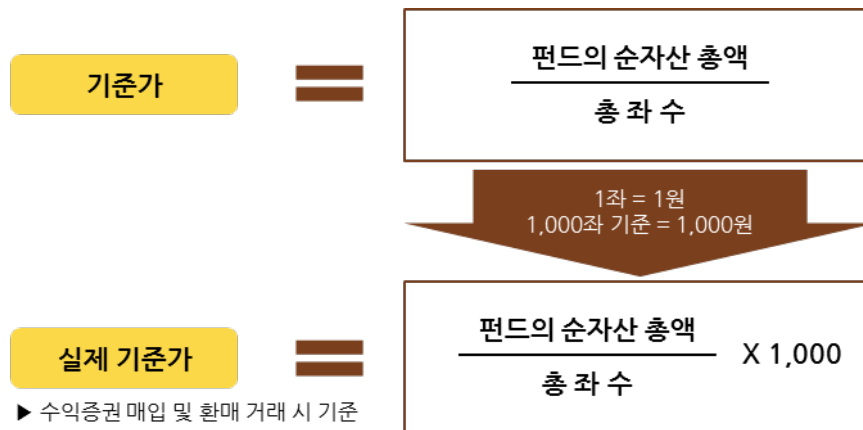 기준가
펀드의 순자산 총액
총 좌 수
1좌 = 1원
1,000좌 기준 = 1,000원
실제 기준가
펀드의 순자산 총액
총 좌 수
X 1,000
▶ 수익증권 매입 및 환매 거래 시 기준